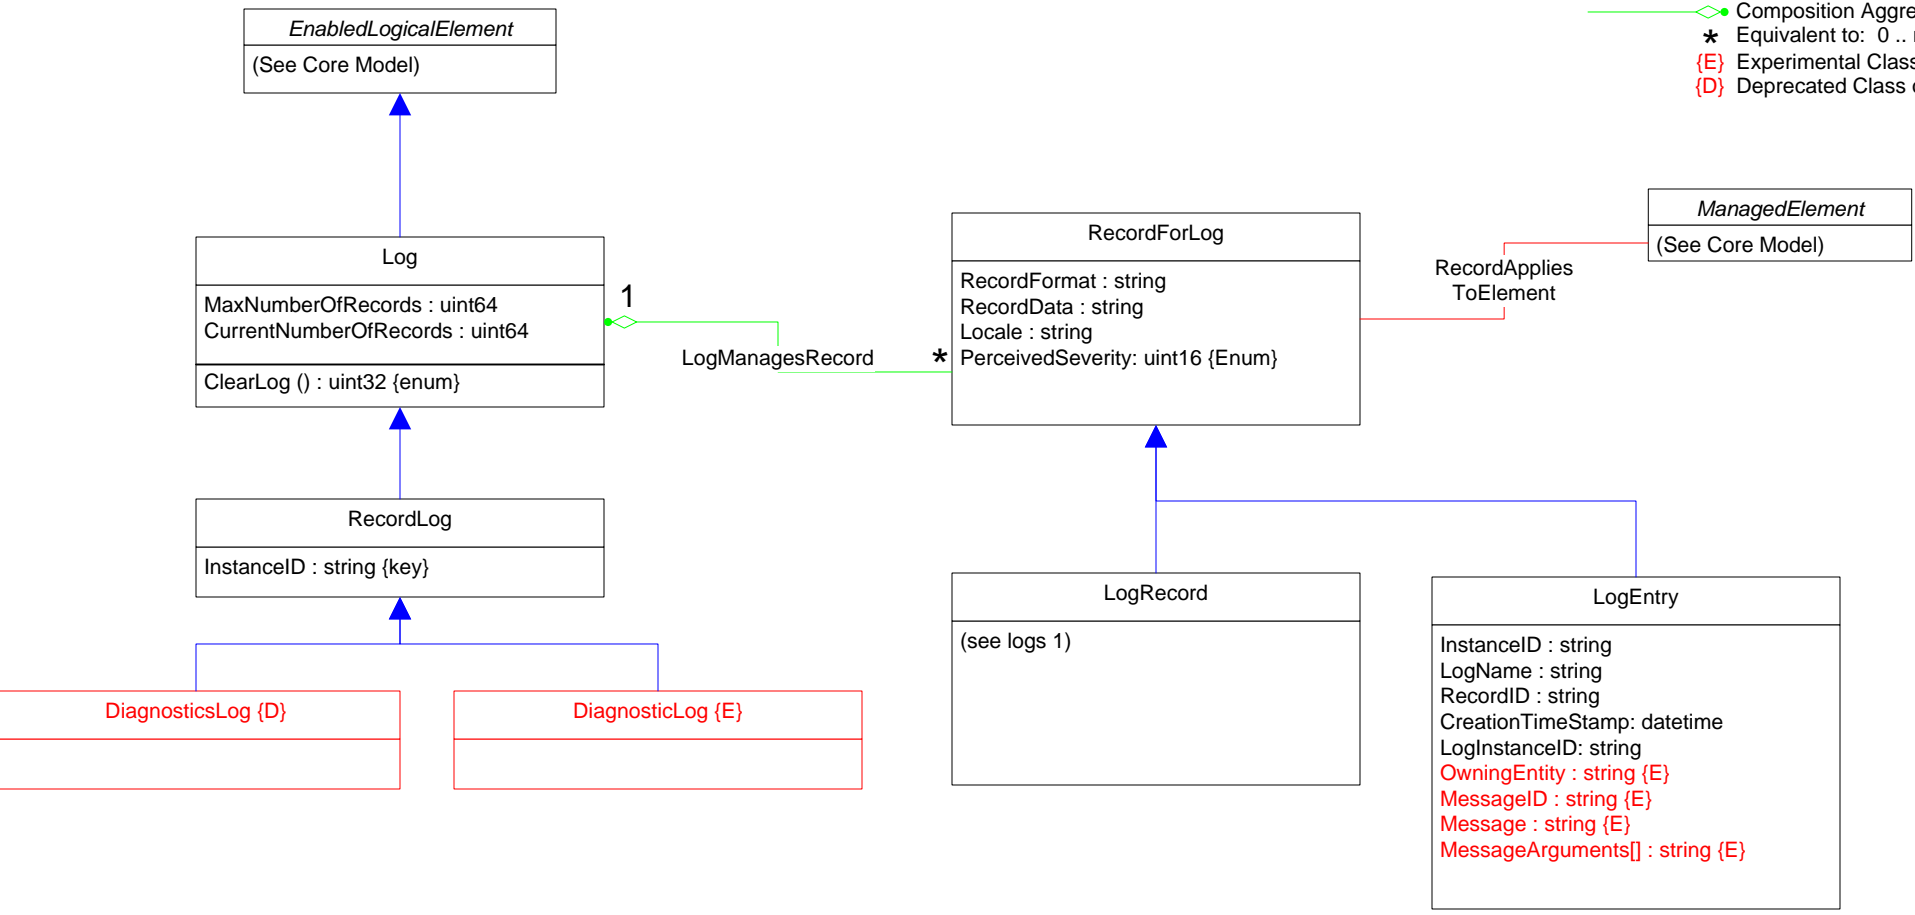 EnabledLogicalElement
(See Core Model)
Composition
* Equivalent to: 0 ..
{E} Experimental
{D} Deprecated Class
Log
MaxNumberOfRecords : uint64
CurrentNumberOfRecords : uint64
ClearLog () : uint32 {enum}
1
LogManagesRecord
*
RecordForLog
RecordFormat : string
RecordData : string
Locale : string
PerceivedSeverity: uint16 {Enum}
RecordApplies
ToElement
ManagedElement
(See Core Model)
RecordLog
InstanceID : string {key}
DiagnosticsLog {D}
DiagnosticLog {E}
LogRecord
(see logs 1)
LogEntry
InstanceID : string
LogName : string
RecordID : string
CreationTimeStamp: datetime
LogInstanceID: string
OwningEntity : string {E}
MessageID : string {E}
Message : string {E}
MessageArguments[] : string {E}